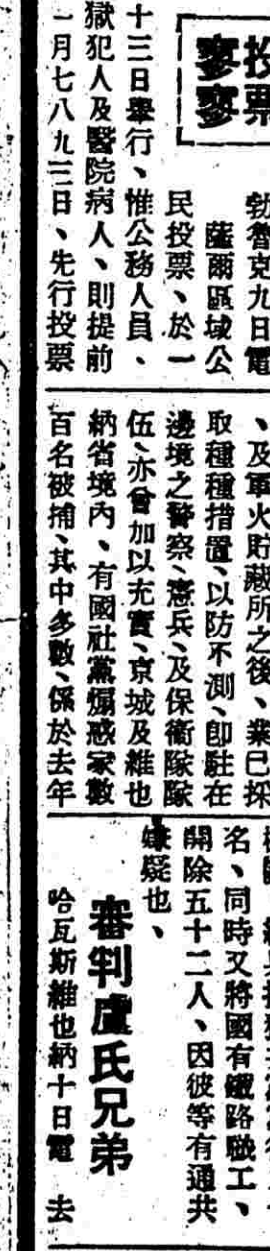 投票
寥寥
勃魯克九日電
薩爾區域公
民投票、於一
十三日舉行、惟公務人員、
獄犯人及醫院病人、則提前
一月七八九三日、先行投票
、及軍火貯藏所之後、業已採
取種種措置、以防不測、卽駐在
邊境之警察、憲兵、及保衛隊隊
伍、亦曾加以充實、京城及維也
納省境內、有國社黨煽惑家數
百名被捕、其中多數、係於去年
名、同時又將國有鐵路職工、
開除五十二人、因彼等有通共
嫌疑也、
審判盧氏兄弟
哈瓦斯維也納十日電　去